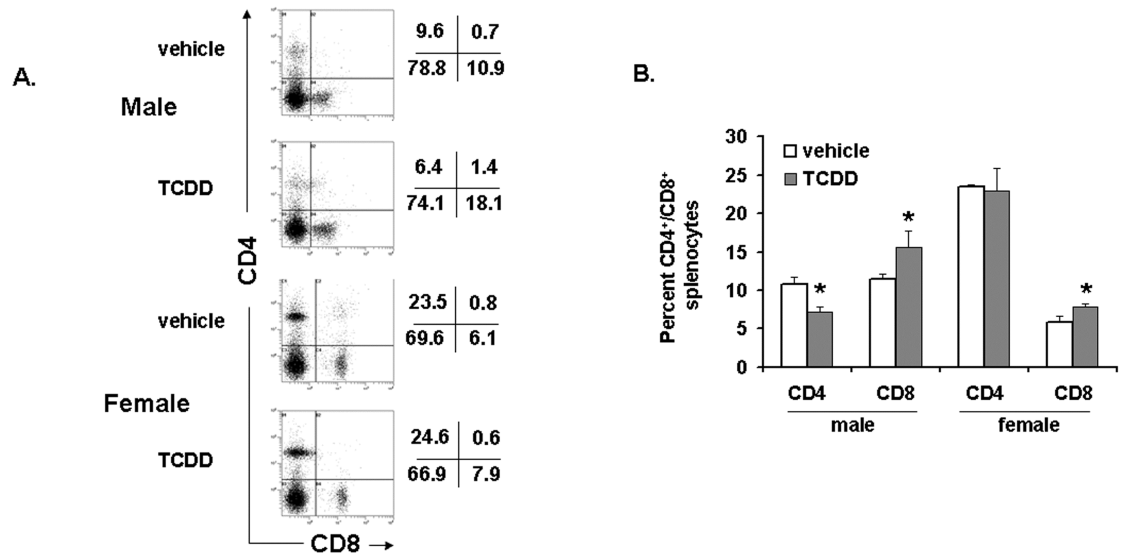 A.
vehicle
9.6 0.7
78.8 10.9
Male
TCDD
6.4 1.4
74.1 18.1
CD4
vehicle
23.5 0.8
69.6 6.1
Female
TCDD
24.6 0.6
66.9 7.9
CD8
B.
Percent CD4⁺/CD8⁺
splenocytes
30
25
20
15
10
5
0
vehicle
TCDD
*
*
*
CD4 CD8 CD4 CD8
male female